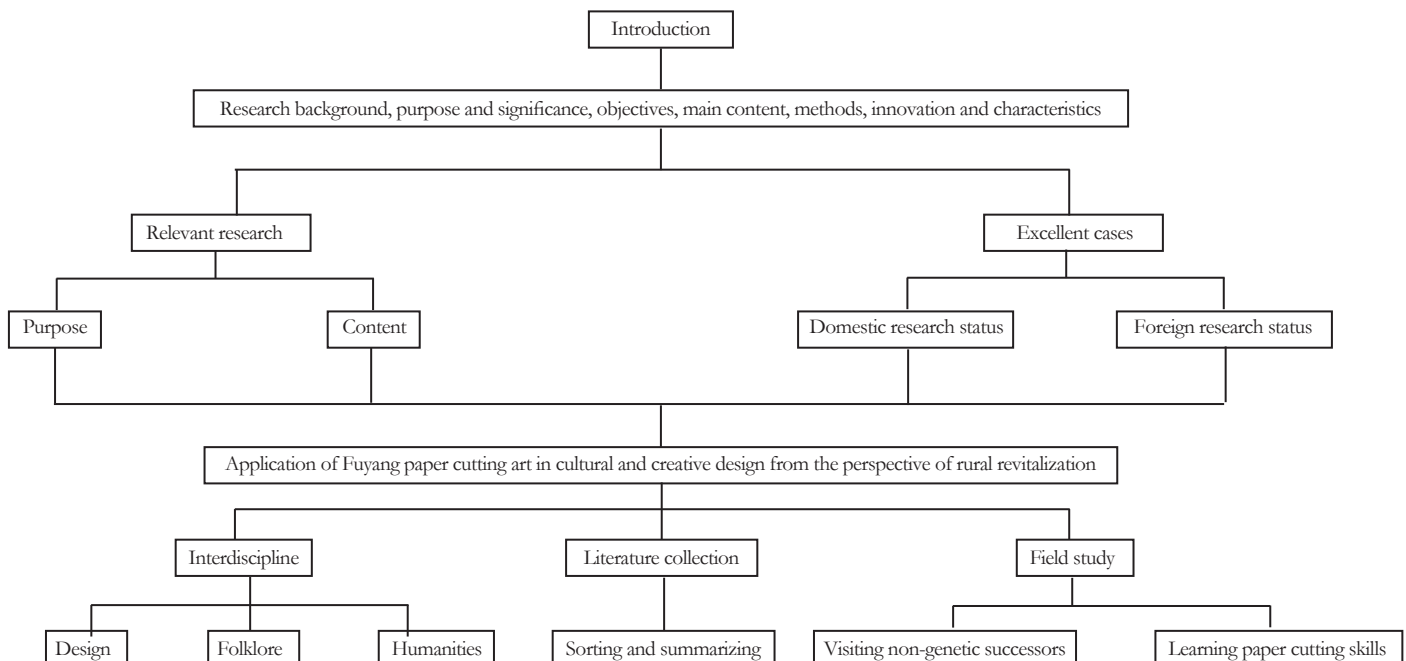 Introduction
Research background, purpose and significance, objectives, main content, methods, innovation and characteristics
Relevant research
Excellent cases
Purpose
Content
Domestic research status
Foreign research status
Application of Fuyang paper cutting art in cultural and creative design from the perspective of rural revitalization
Interdiscipline
Literature collection
Field study
Design
Folklore
Humanities
Sorting and summarizing
Visiting non-genetic successors
Learning paper cutting skills